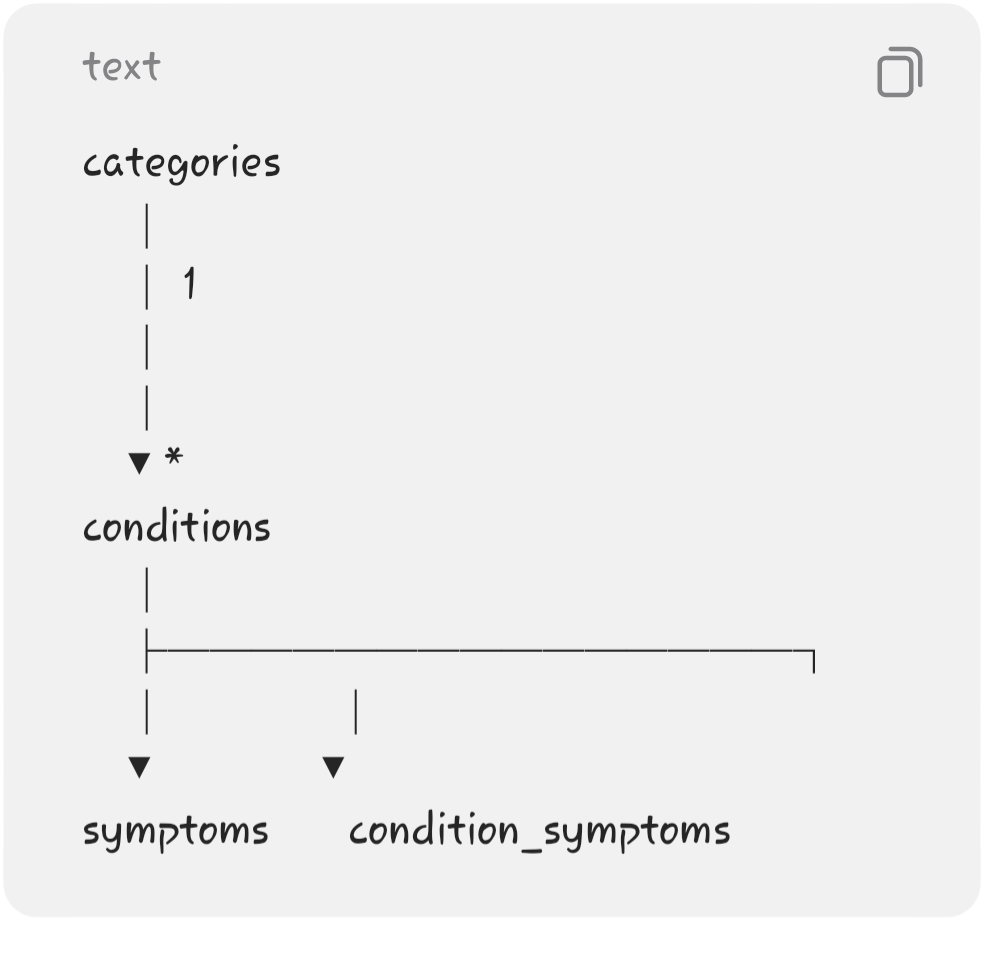 text
categories
│
│ 1
│
│
▼ *
conditions
│
├───────────────┐
│ │
▼ ▼
symptoms condition_symptoms